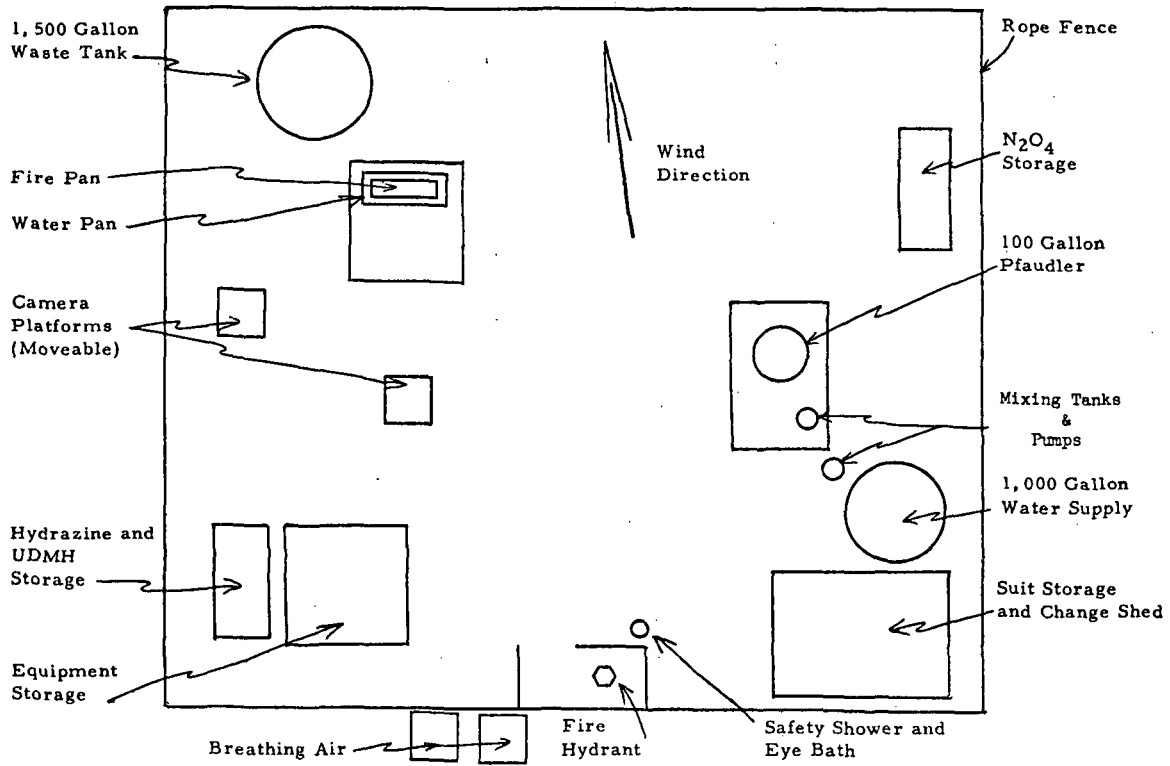 1,500 Gallon
Waste Tank
Fire Pan
Water Pan
Camera
Platforms
(Moveable)
Hydrazine and
UDMH
Storage
Equipment
Storage
Breathing Air
Wind
Direction
Fire
Hydrant
Safety Shower and
Eye Bath
Rope Fence
N2O4
Storage
100 Gallon
Pfaudler
Mixing Tanks
&
Pumps
1,000 Gallon
Water Supply
Suit Storage
and Change Shed